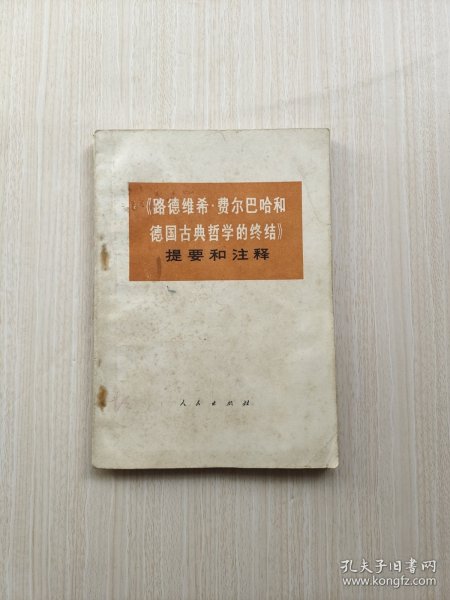 《路德维希·费尔巴哈和
德国古典哲学的终结》
提要和注释
人民出版社
孔夫子旧书网
www.kongfz.com